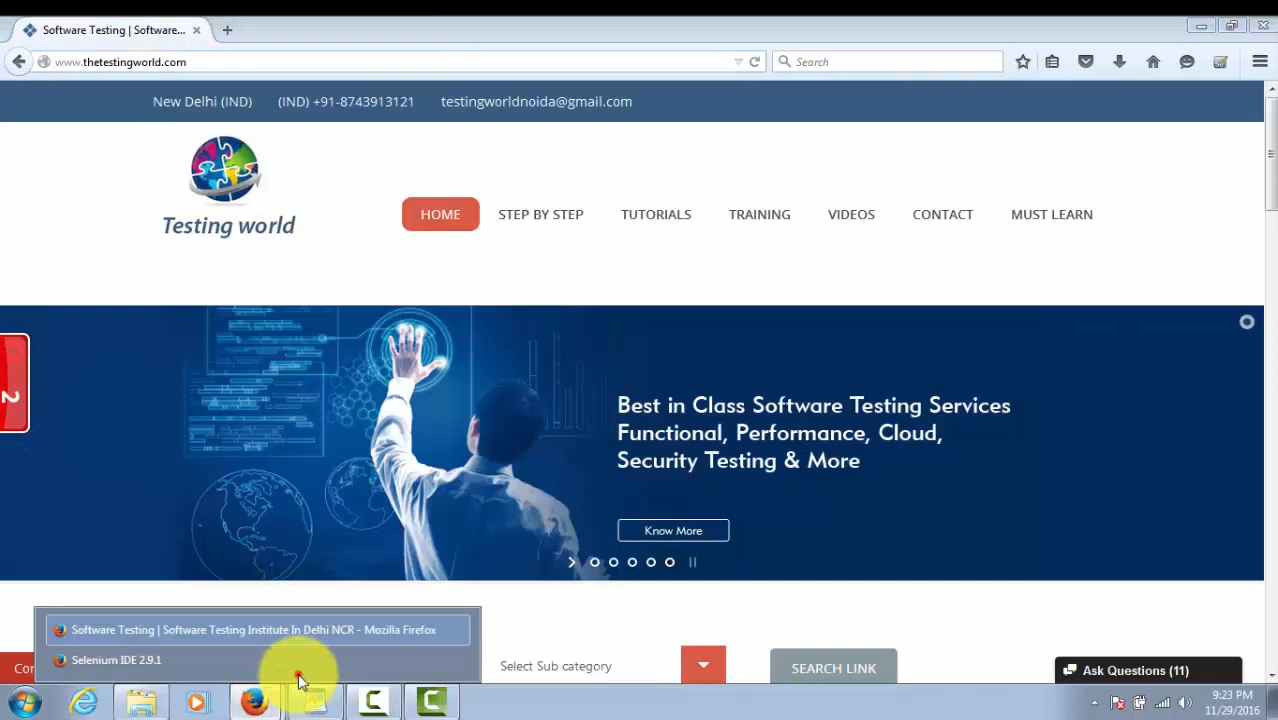 Software Testing | Software...
www.thetestingworld.com
Search
New Delhi (IND) (IND) +91-8743913121 testingworldnoida@gmail.com
Testing world
HOME STEP BY STEP TUTORIALS TRAINING VIDEOS CONTACT MUST LEARN
2
Best in Class Software Testing Services
Functional, Performance, Cloud,
Security Testing & More
Know More
Software Testing | Software Testing Institute In Delhi NCR - Mozilla Firefox
Selenium IDE 2.9.1
Select Sub category
SEARCH LINK
Ask Questions (11)
9:23 PM
11/29/2016